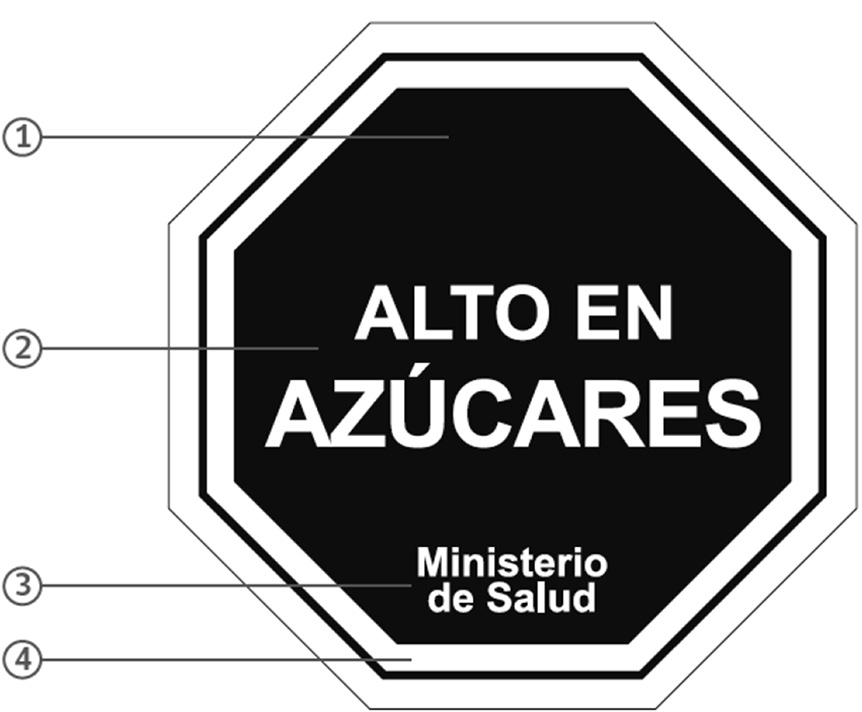 1
2
3
4
ALTO EN
AZÚCARES
Ministerio
de Salud